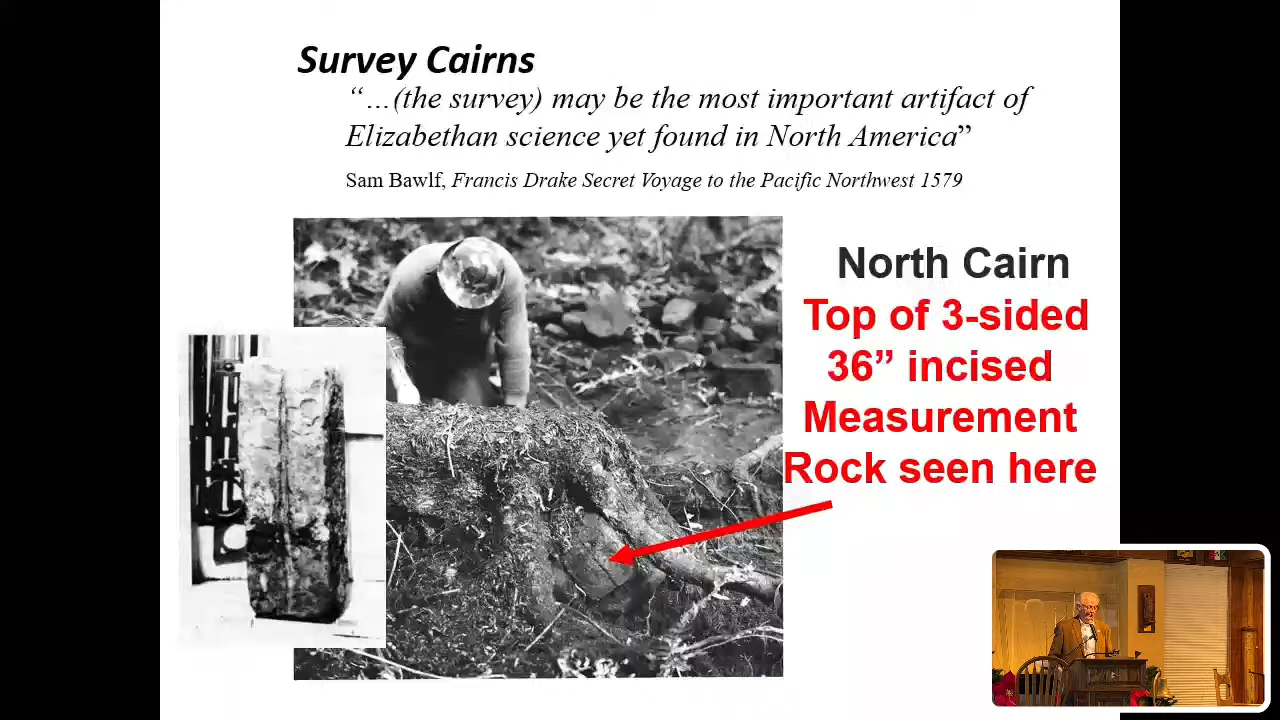 Survey Cairns
“…(the survey) may be the most important artifact of
Elizabethan science yet found in North America”
Sam Bawlf, Francis Drake Secret Voyage to the Pacific Northwest 1579
North Cairn
Top of 3-sided
36” incised
Measurement
Rock seen here